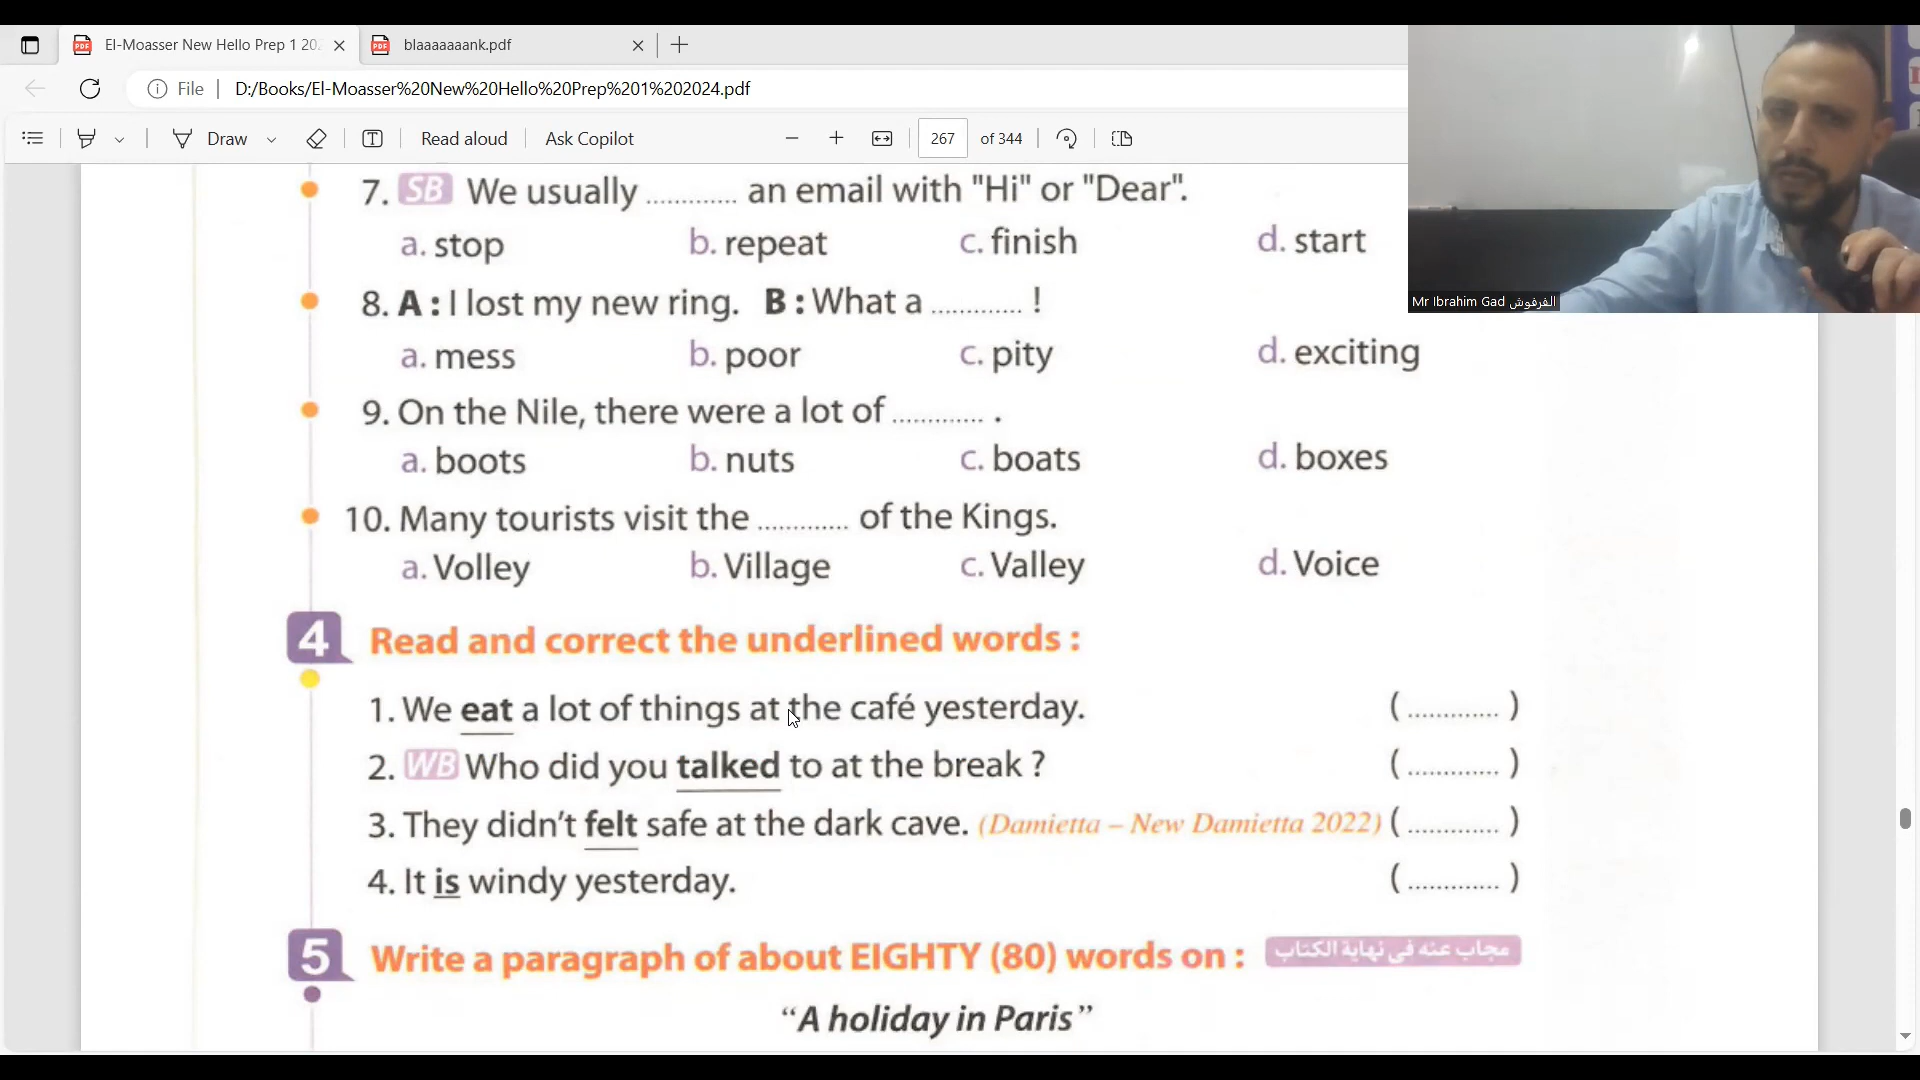 El-Moasser New Hello Prep 1 202
blaaaaaaank.pdf
File
D:/Books/El-Moasser%20New%20Hello%20Prep%201%202024.pdf
Draw
Read aloud
Ask Copilot
267 of 344
7. SB We usually ............. an email with "Hi" or "Dear".
a. stop b. repeat c. finish d. start
8. A : I lost my new ring. B : What a ............. !
a. mess b. poor c. pity d. exciting
9. On the Nile, there were a lot of ............. .
a. boots b. nuts c. boats d. boxes
10. Many tourists visit the ............. of the Kings.
a. Volley b. Village c. Valley d. Voice
4 Read and correct the underlined words :
1. We eat a lot of things at the café yesterday. (.............)
2. WB Who did you talked to at the break ? (.............)
3. They didn't felt safe at the dark cave. (Damietta – New Damietta 2022) (.............)
4. It is windy yesterday. (.............)
5 Write a paragraph of about EIGHTY (80) words on : مجاب عنه فى نهاية الكتاب
"A holiday in Paris"
Mr Ibrahim Gad الفرفوش